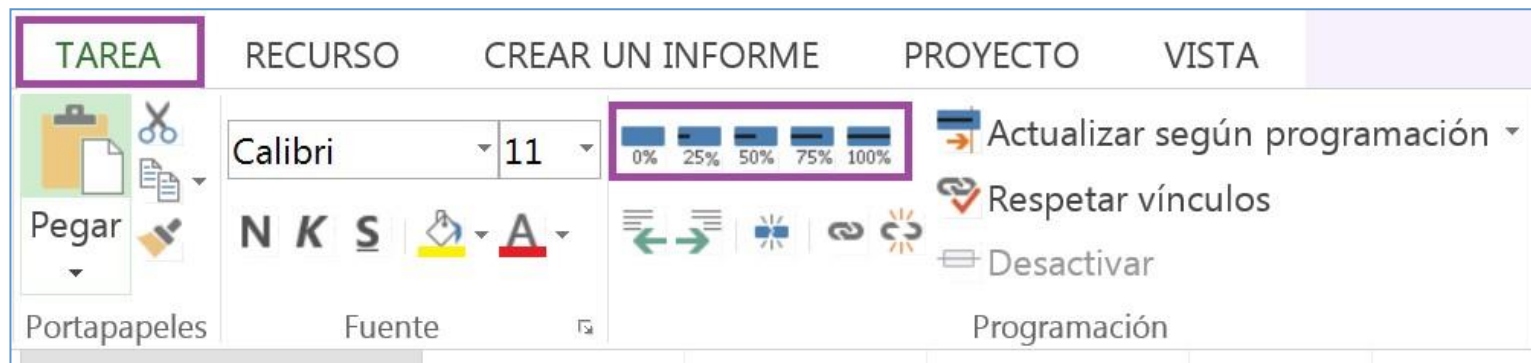 TAREA RECURSO CREAR UN INFORME PROYECTO VISTA
Calibri 11
0% 25% 50% 75% 100%
Actualizar según programación
Pegar
N K S A
Respetar vínculos
Desactivar
Portapapeles Fuente Programación